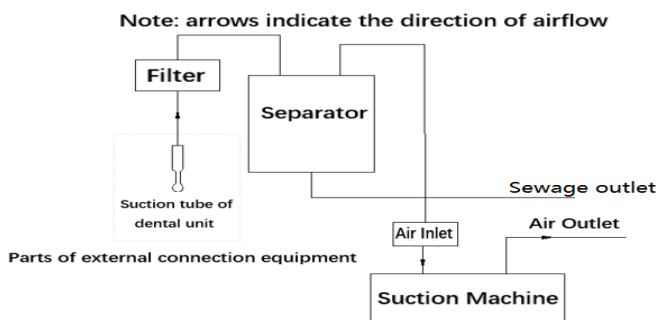 Note: arrows indicate the direction of airflow
Filter
Separator
Suction tube of
dental unit
Sewage outlet
Air Inlet
Air Outlet
Parts of external connection equipment
Suction Machine